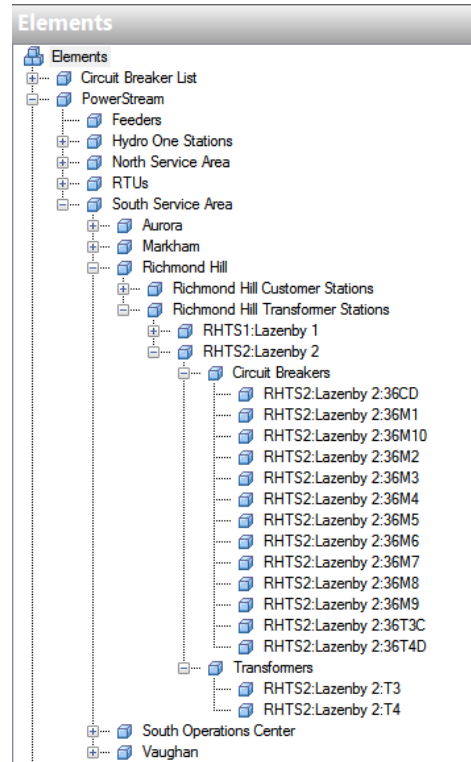 Elements
Elements
Circuit Breaker List
PowerStream
Feeders
Hydro One Stations
North Service Area
RTUs
South Service Area
Aurora
Markham
Richmond Hill
Richmond Hill Customer Stations
Richmond Hill Transformer Stations
RHTS1:Lazenby 1
RHTS2:Lazenby 2
Circuit Breakers
RHTS2:Lazenby 2:36CD
RHTS2:Lazenby 2:36M1
RHTS2:Lazenby 2:36M10
RHTS2:Lazenby 2:36M2
RHTS2:Lazenby 2:36M3
RHTS2:Lazenby 2:36M4
RHTS2:Lazenby 2:36M5
RHTS2:Lazenby 2:36M6
RHTS2:Lazenby 2:36M7
RHTS2:Lazenby 2:36M8
RHTS2:Lazenby 2:36M9
RHTS2:Lazenby 2:36T3C
RHTS2:Lazenby 2:36T4D
Transformers
RHTS2:Lazenby 2:T3
RHTS2:Lazenby 2:T4
South Operations Center
Vaughan